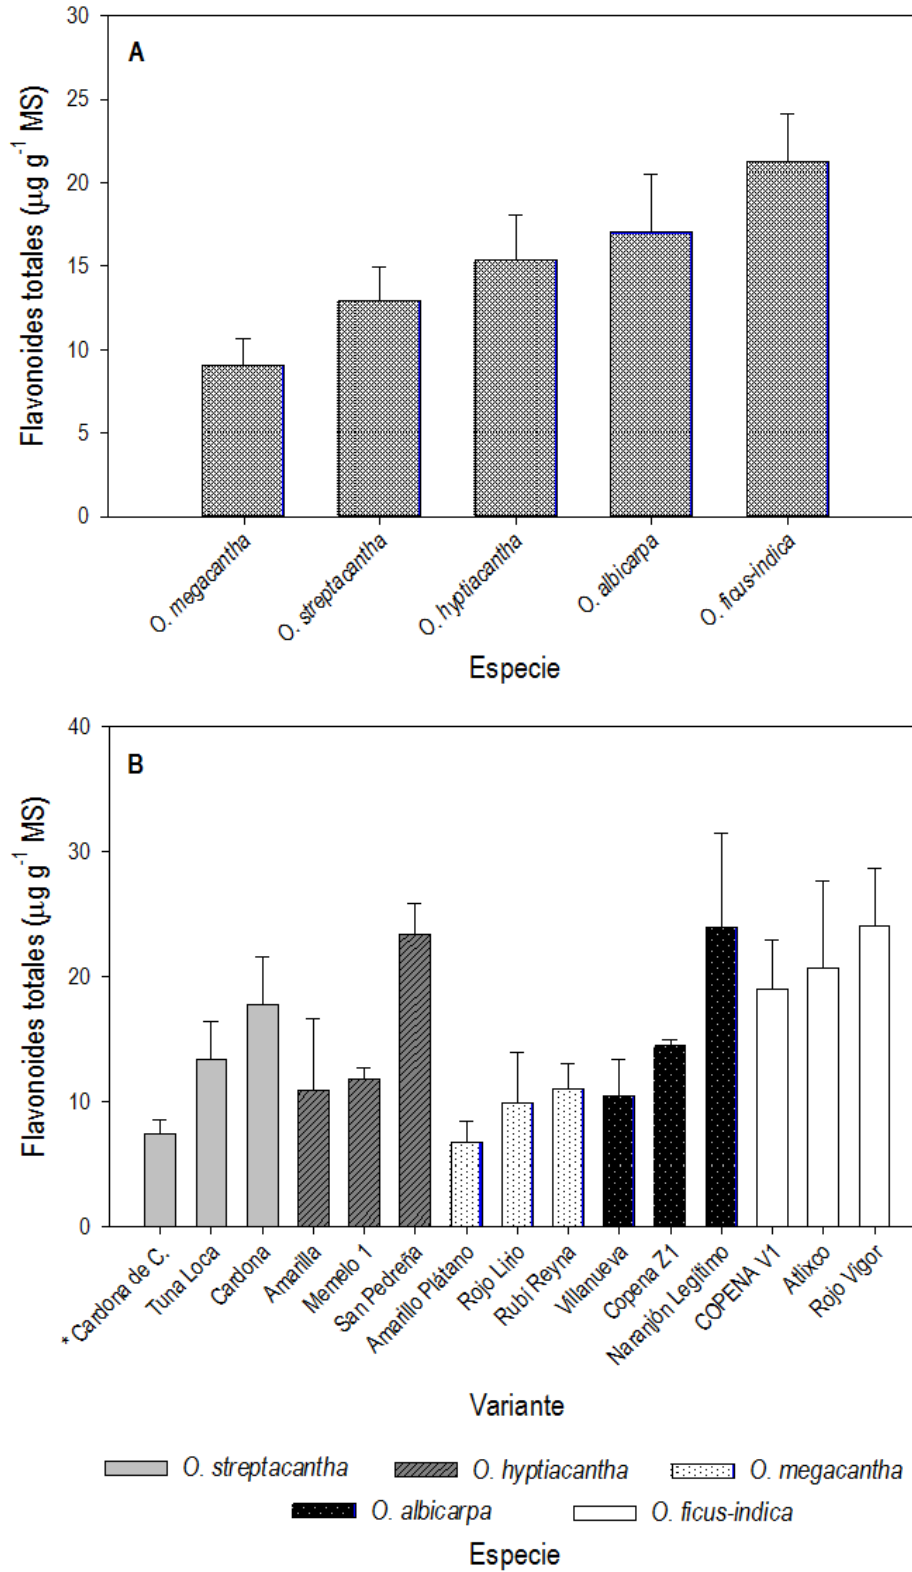 A
Flavonoides totales (µg g⁻¹ MS)
30
25
20
15
10
5
0
O. megacantha
O. streptacantha
O. hyptiacantha
O. albicarpa
O. ficus-indica
Especie
B
Flavonoides totales (µg g⁻¹ MS)
40
30
20
10
0
* Cardona de C.
Tuna Loca
Cardona
Amarilla
Memelo 1
San Pedreña
Amarillo Plátano
Rojo Lirio
Rubí Reyna
Villanueva
Copena Z1
Naranjón Legítimo
COPENA V1
Atlixco
Rojo Vigor
Variante
O. streptacantha O. hyptiacantha O. megacantha
O. albicarpa O. ficus-indica
Especie